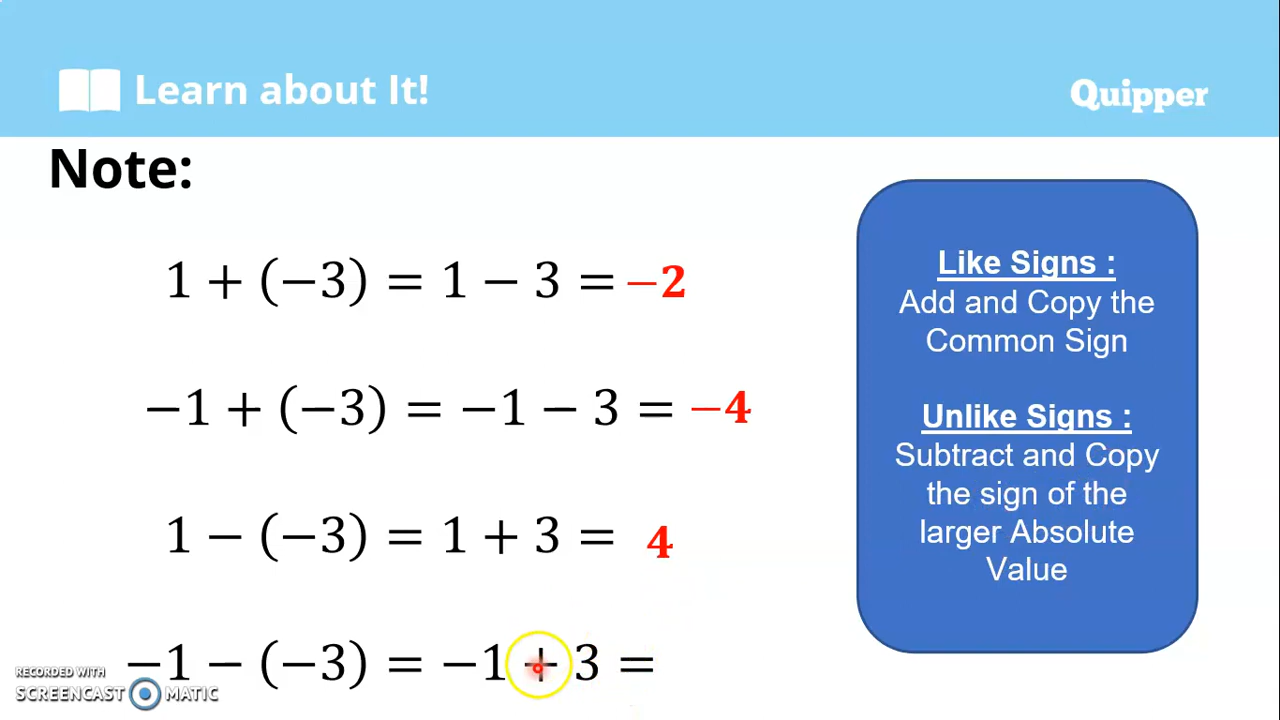 Learn about It!
Quipper
Note:
1 + (−3) = 1 − 3 = −2
−1 + (−3) = −1 − 3 = −4
1 − (−3) = 1 + 3 = 4
−1 − (−3) = −1 + 3 =
Like Signs :
Add and Copy the
Common Sign
Unlike Signs :
Subtract and Copy
the sign of the
larger Absolute
Value
RECORDED WITH
SCREENCAST MATIC